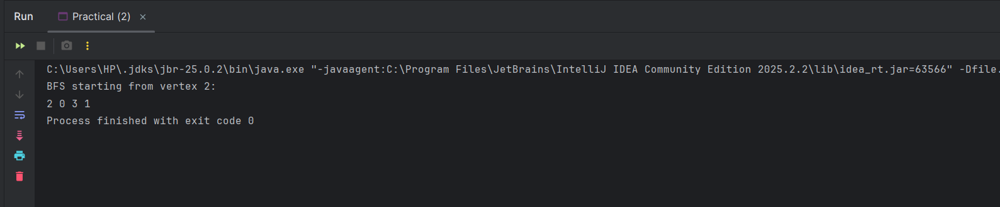 Run Practical (2)
C:\Users\HP\.jdks\jbr-25.0.2\bin\java.exe "-javaagent:C:\Program Files\JetBrains\IntelliJ IDEA Community Edition 2025.2.2\lib\idea_rt.jar=63566" -Dfile.
BFS starting from vertex 2:
2 0 3 1
Process finished with exit code 0